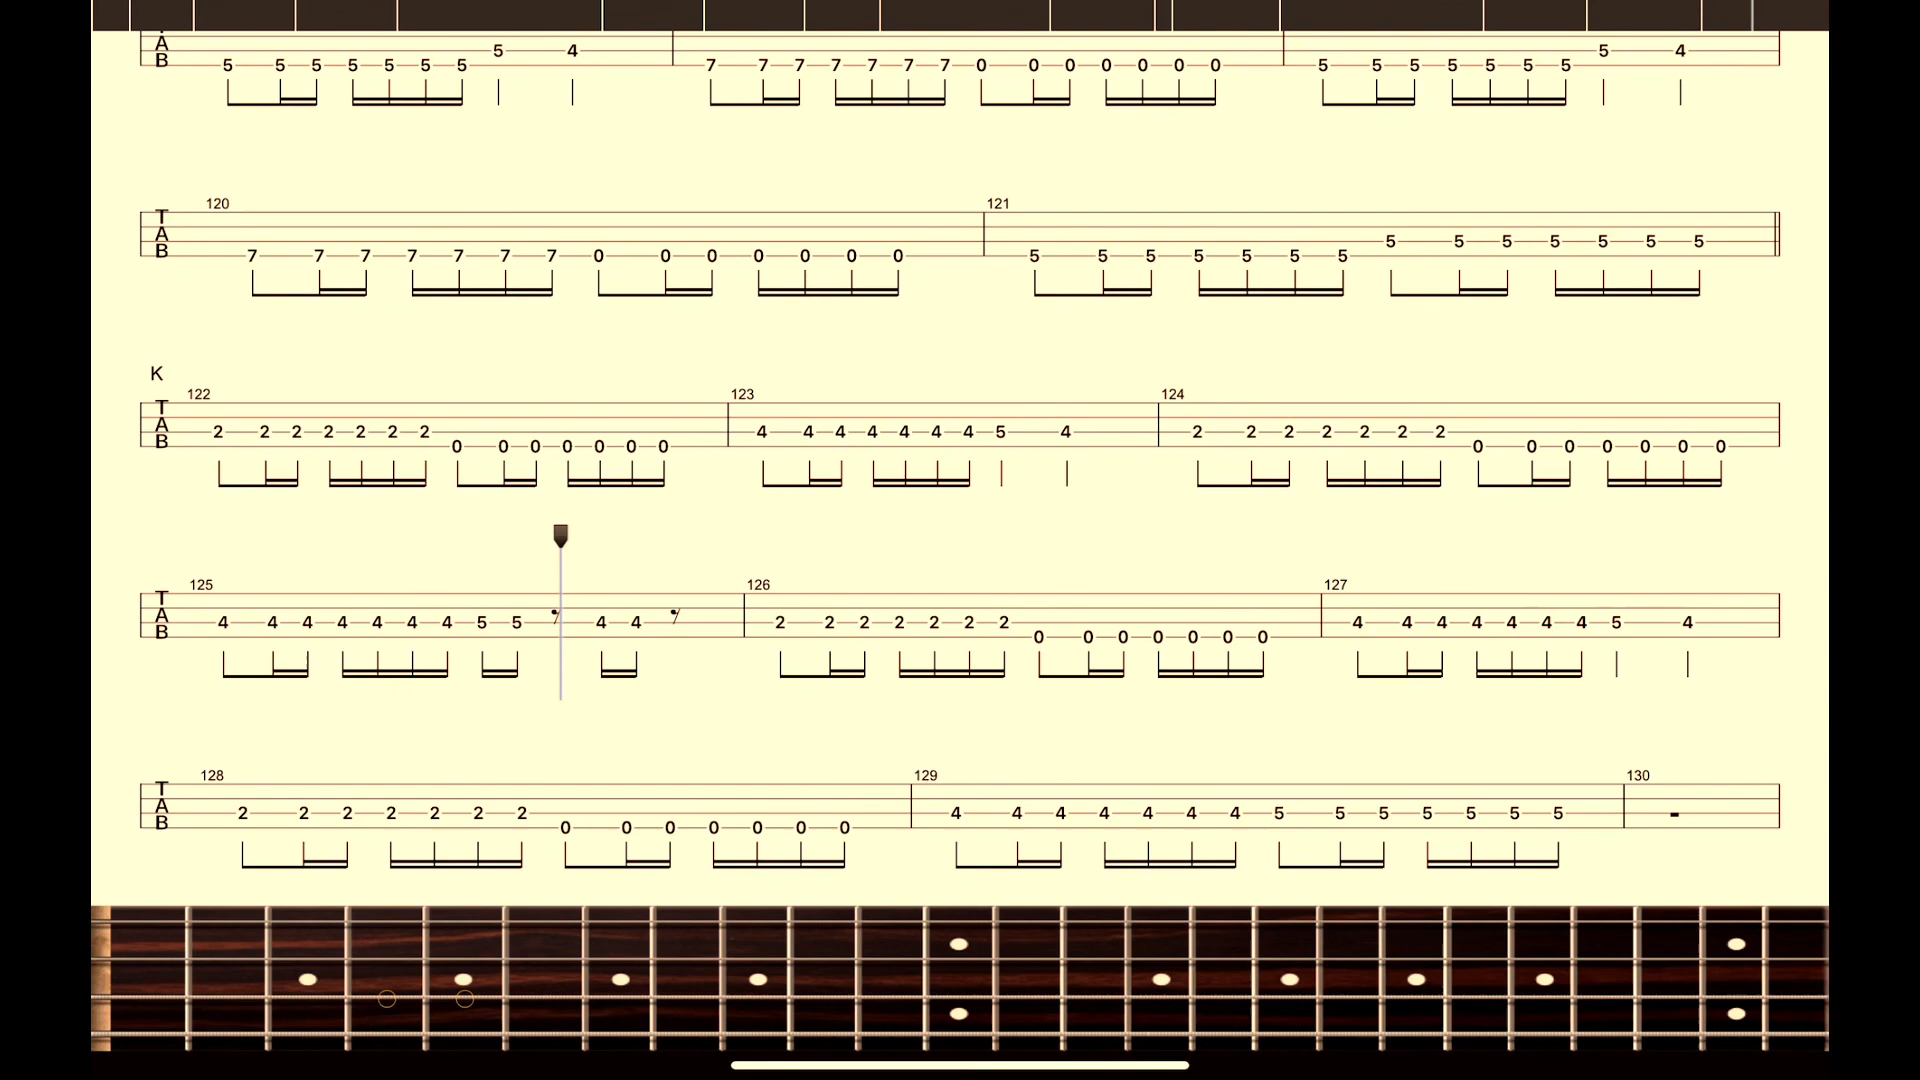 A
B
5 5 5 5 5 5 5 5 4 7 7 7 7 7 7 7 0 0 0 0 0 0 0 5 5 5 5 5 5 5 5 4
120 121
T
A
B
7 7 7 7 7 7 7 0 0 0 0 0 0 0 5 5 5 5 5 5 5 5 5 5 5 5 5 5
K
122 123 124
T
A
B
2 2 2 2 2 2 2 0 0 0 0 0 0 0 4 4 4 4 4 4 4 5 4 2 2 2 2 2 2 2 0 0 0 0 0 0 0
125 126 127
T
A
B
4 4 4 4 4 4 4 5 5 4 4 2 2 2 2 2 2 2 0 0 0 0 0 0 0 4 4 4 4 4 4 4 5 4
128 129 130
T
A
B
2 2 2 2 2 2 2 0 0 0 0 0 0 0 4 4 4 4 4 4 4 5 5 5 5 5 5 5